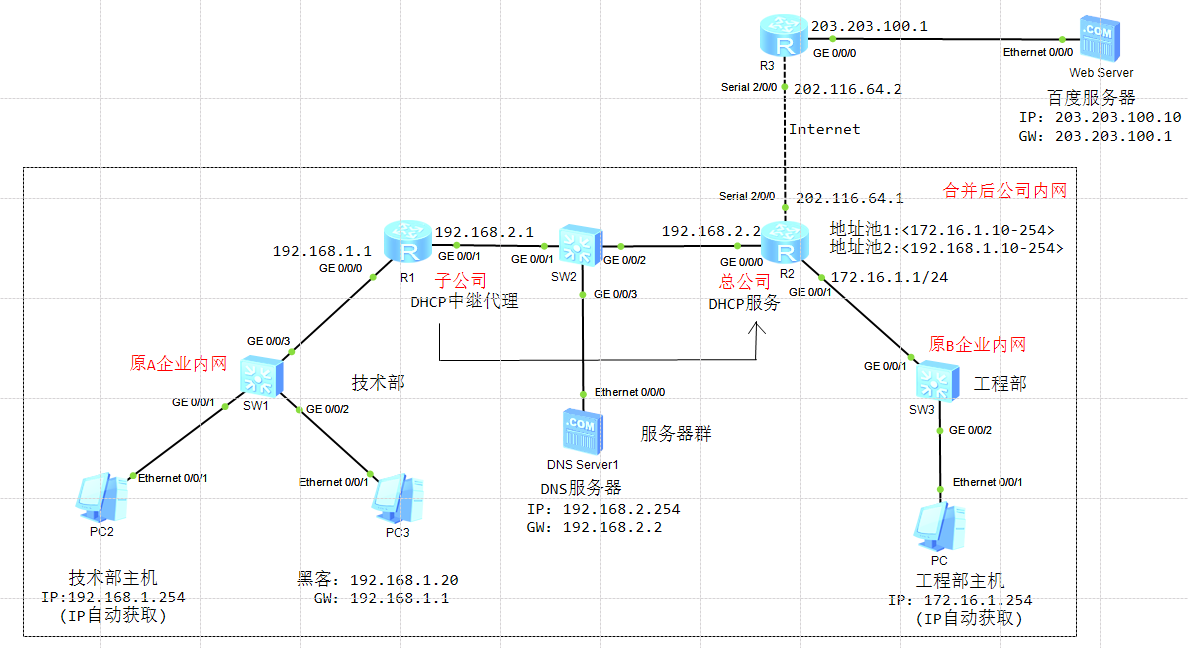 203.203.100.1
GE 0/0/0
Ethernet 0/0/0
R
R3
.COM
Web Server
Serial 2/0/0
202.116.64.2
百度服务器
IP: 203.203.100.10
GW: 203.203.100.1
Internet
合并后公司内网
Serial 2/0/0
202.116.64.1
地址池1:<172.16.1.10-254>
地址池2:<192.168.1.10-254>
192.168.2.1
192.168.2.2
192.168.1.1
GE 0/0/0
R
R1
GE 0/0/1
GE 0/0/1
SW2
GE 0/0/2
GE 0/0/0
R
R2
172.16.1.1/24
GE 0/0/1
子公司
DHCP中继代理
GE 0/0/3
总公司
DHCP服务
GE 0/0/3
原A企业内网
技术部
SW1
GE 0/0/1
GE 0/0/2
原B企业内网
GE 0/0/1
工程部
SW3
GE 0/0/2
Ethernet 0/0/0
.COM
服务器群
DNS Server1
DNS服务器
IP: 192.168.2.254
GW: 192.168.2.2
Ethernet 0/0/1
Ethernet 0/0/1
Ethernet 0/0/1
PC2
PC3
PC
技术部主机
IP:192.168.1.254
(IP自动获取)
黑客: 192.168.1.20
GW: 192.168.1.1
工程部主机
IP: 172.16.1.254
(IP自动获取)